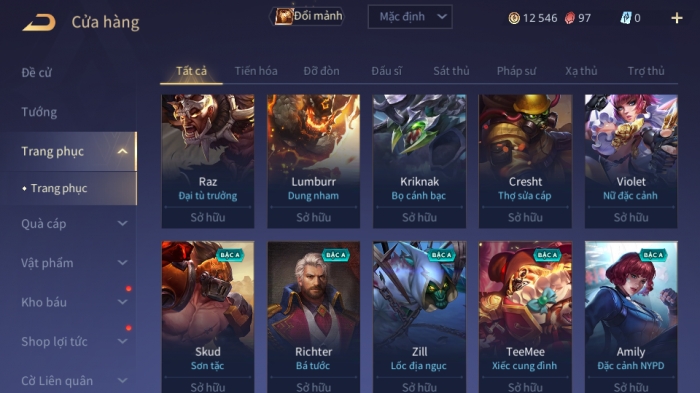 Cửa hàng
Đổi mảnh
Mặc định
12 546
97
0
Đề cử
Tướng
Trang phục
Trang phục
Quà cáp
Vật phẩm
Kho báu
Shop lợi tức
Cờ Liên quân
Tất cả Tiến hóa Đỡ đòn Đấu sĩ Sát thủ Pháp sư Xạ thủ Trợ thủ
Raz
Đại tù trưởng
Sở hữu
Lumburr
Dung nham
Sở hữu
Kriknak
Bọ cánh bạc
Sở hữu
Cresht
Thợ sửa cáp
Sở hữu
Violet
Nữ đặc cảnh
Sở hữu
BẬC A
Skud
Sơn tặc
Sở hữu
BẬC A
Richter
Bá tước
Sở hữu
BẬC A
Zill
Lốc địa ngục
Sở hữu
BẬC A
TeeMee
Xiếc cung đình
Sở hữu
BẬC A
Amily
Đặc cảnh NYPD
Sở hữu